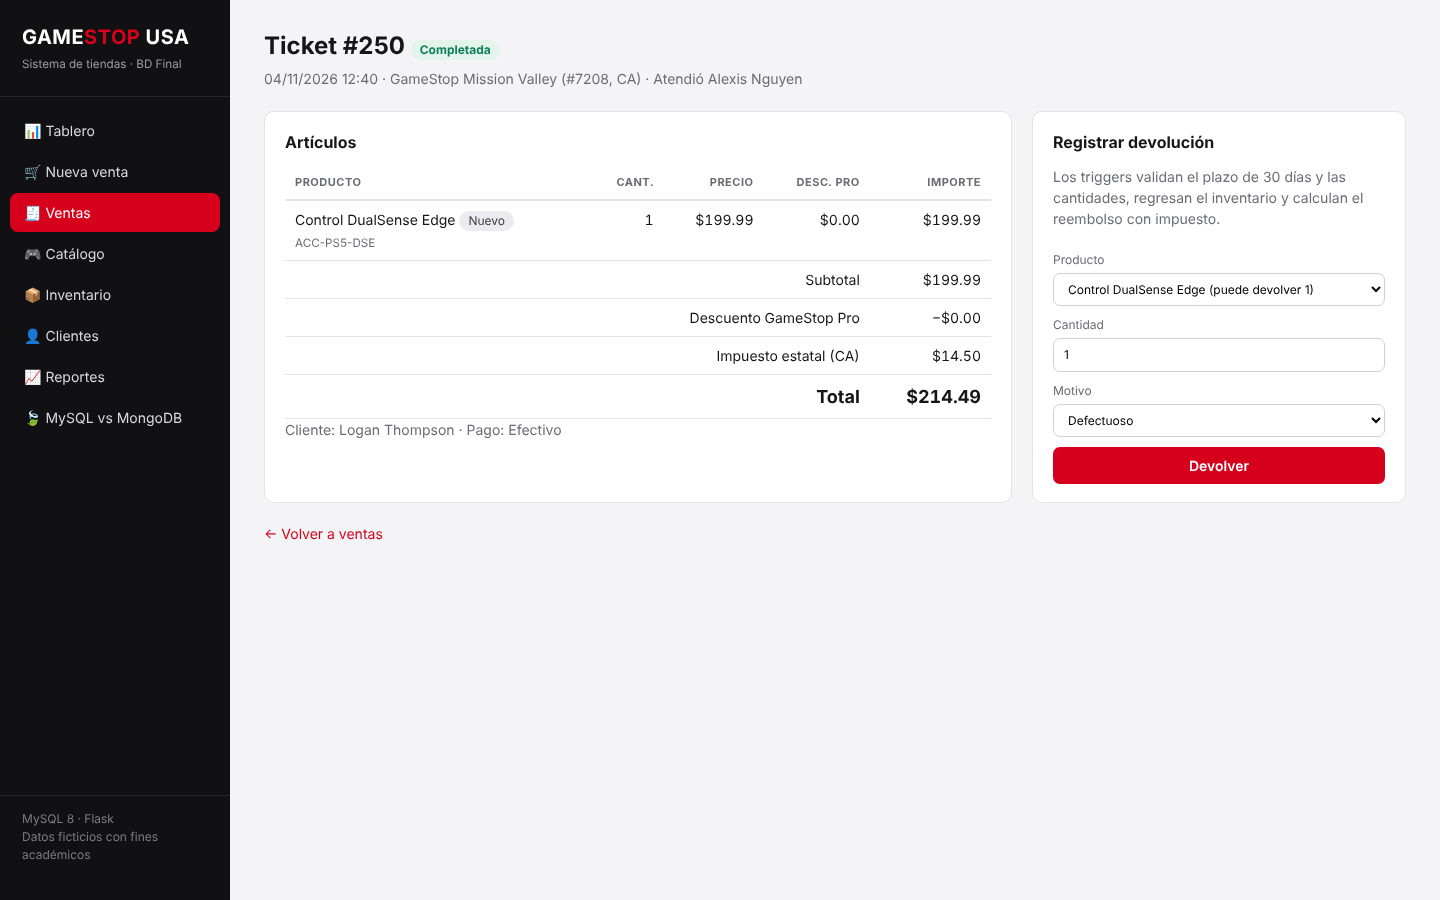 GAMESTOP USA
Sistema de tiendas · BD Final
📊 Tablero
🛒 Nueva venta
🧾 Ventas
🎮 Catálogo
📦 Inventario
👤 Clientes
📈 Reportes
🍃 MySQL vs MongoDB
MySQL 8 · Flask
Datos ficticios con fines
académicos
Ticket #250 Completada
04/11/2026 12:40 · GameStop Mission Valley (#7208, CA) · Atendió Alexis Nguyen
Artículos
PRODUCTO CANT. PRECIO DESC. PRO IMPORTE
Control DualSense Edge Nuevo 1 $199.99 $0.00 $199.99
ACC-PS5-DSE
Subtotal $199.99
Descuento GameStop Pro −$0.00
Impuesto estatal (CA) $14.50
Total $214.49
Cliente: Logan Thompson · Pago: Efectivo
Registrar devolución
Los triggers validan el plazo de 30 días y las
cantidades, regresan el inventario y calculan el
reembolso con impuesto.
Producto
Control DualSense Edge (puede devolver 1)
Cantidad
1
Motivo
Defectuoso
Devolver
← Volver a ventas